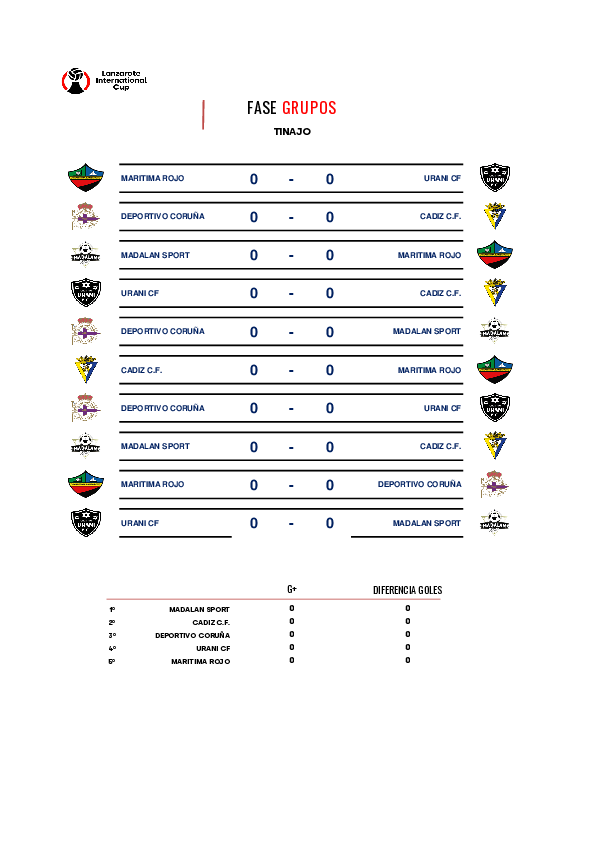 Lanzarote
International
Cup
FASE GRUPOS
TINAJO
MARITIMA ROJO 0 - 0 URANI CF
DEPORTIVO CORUÑA 0 - 0 CADIZ C.F.
MADALAN SPORT 0 - 0 MARITIMA ROJO
URANI CF 0 - 0 CADIZ C.F.
DEPORTIVO CORUÑA 0 - 0 MADALAN SPORT
CADIZ C.F. 0 - 0 MARITIMA ROJO
DEPORTIVO CORUÑA 0 - 0 URANI CF
MADALAN SPORT 0 - 0 CADIZ C.F.
MARITIMA ROJO 0 - 0 DEPORTIVO CORUÑA
URANI CF 0 - 0 MADALAN SPORT
G+ DIFERENCIA GOLES
1º MADALAN SPORT 0 0
2º CADIZ C.F. 0 0
3º DEPORTIVO CORUÑA 0 0
4º URANI CF 0 0
5º MARITIMA ROJO 0 0